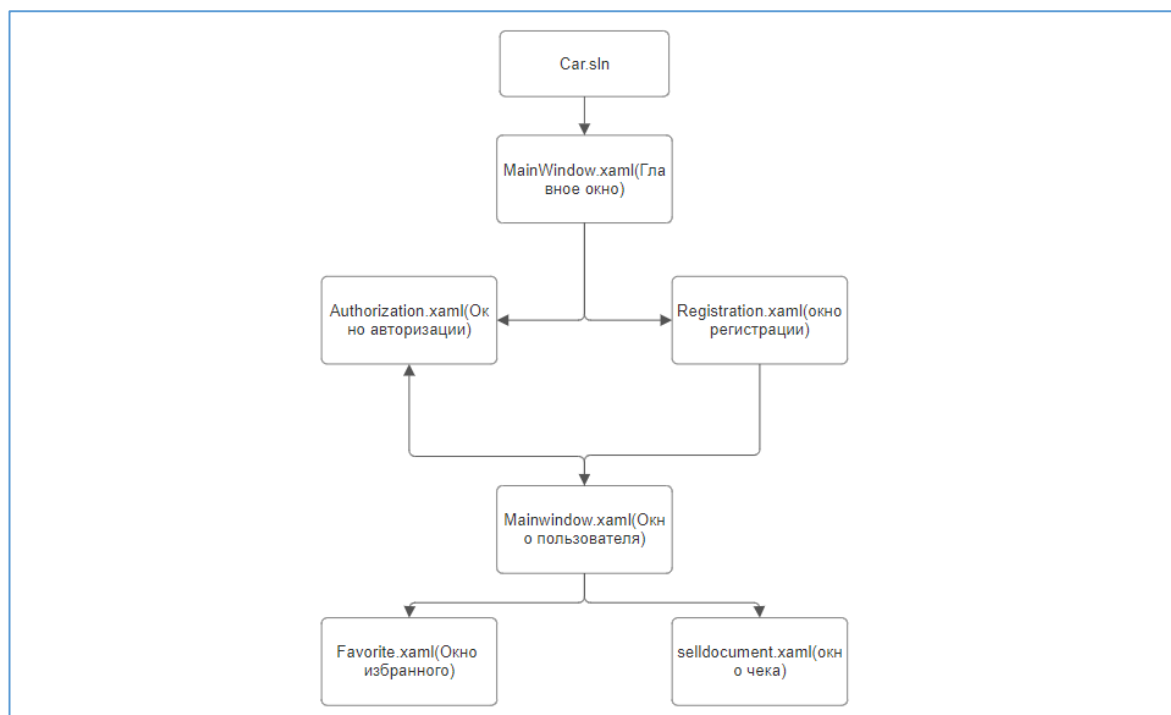 Car.sln
MainWindow.xaml(Гла
вное окно)
Authorization.xaml(Ок
но авторизации)
Registration.xaml(окно
регистрации)
Mainwindow.xaml(Окн
о пользователя)
Favorite.xaml(Окно
избранного)
selldocument.xaml(окн
о чека)